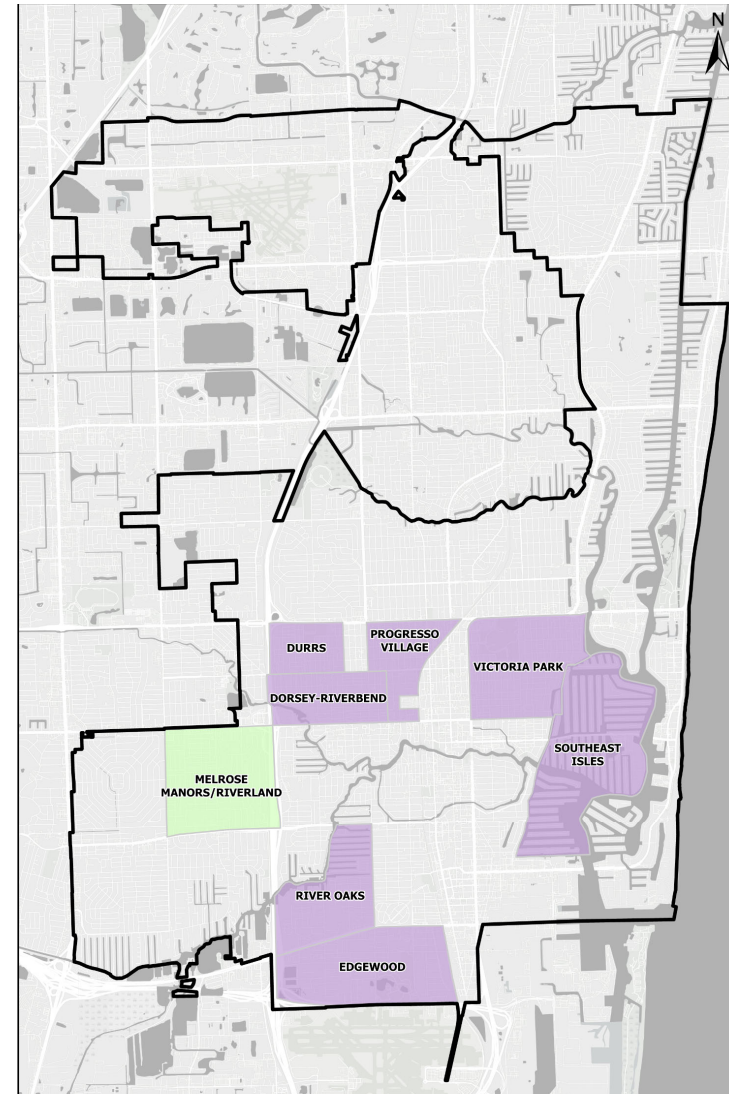 N
DURRS
PROGRESSO
VILLAGE
VICTORIA PARK
DORSEY-RIVERBEND
SOUTHEAST
ISLES
MELROSE
MANORS/RIVERLAND
RIVER OAKS
EDGEWOOD